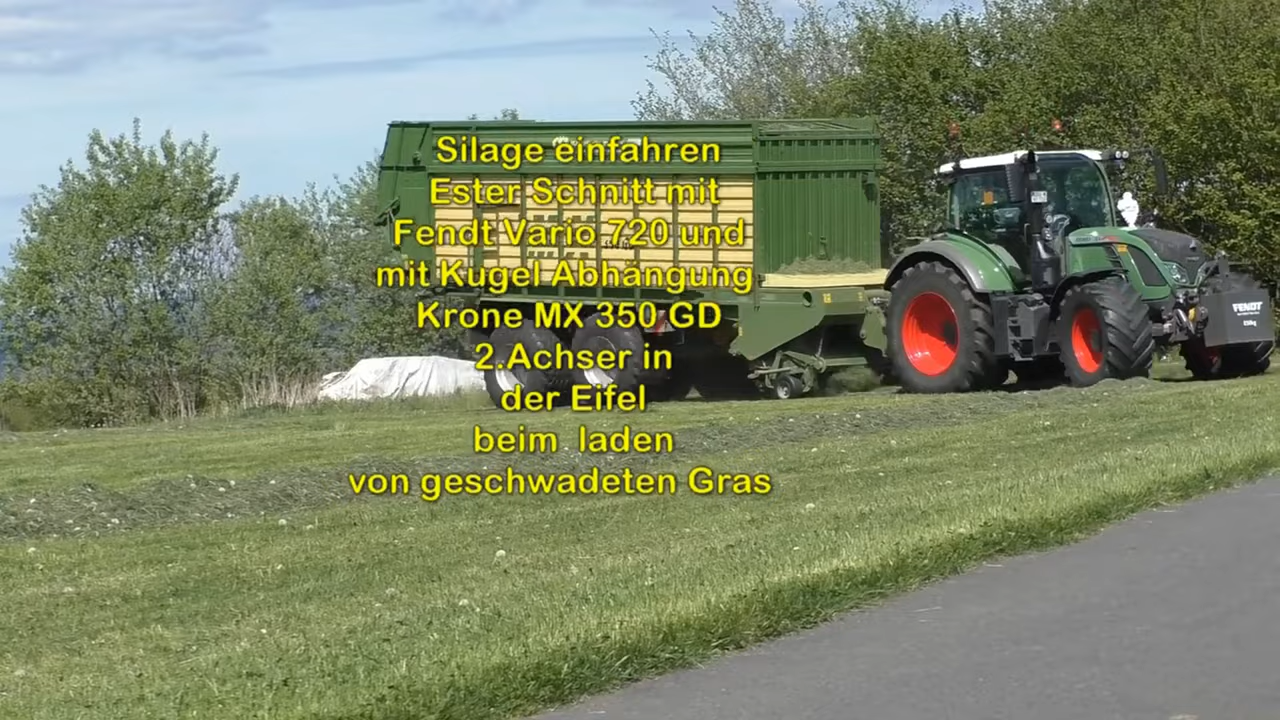 Silage einfahren
Ester Schnitt mit
Fendt Vario 720 und
mit Kugel Abhängung
Krone MX 350 GD
2.Achser in
der Eifel
beim laden
von geschwadeten Gras
FENDT